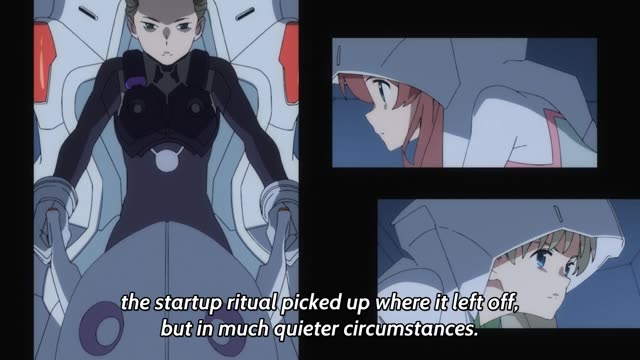 the startup ritual picked up where it left off,
but in much quieter circumstances.